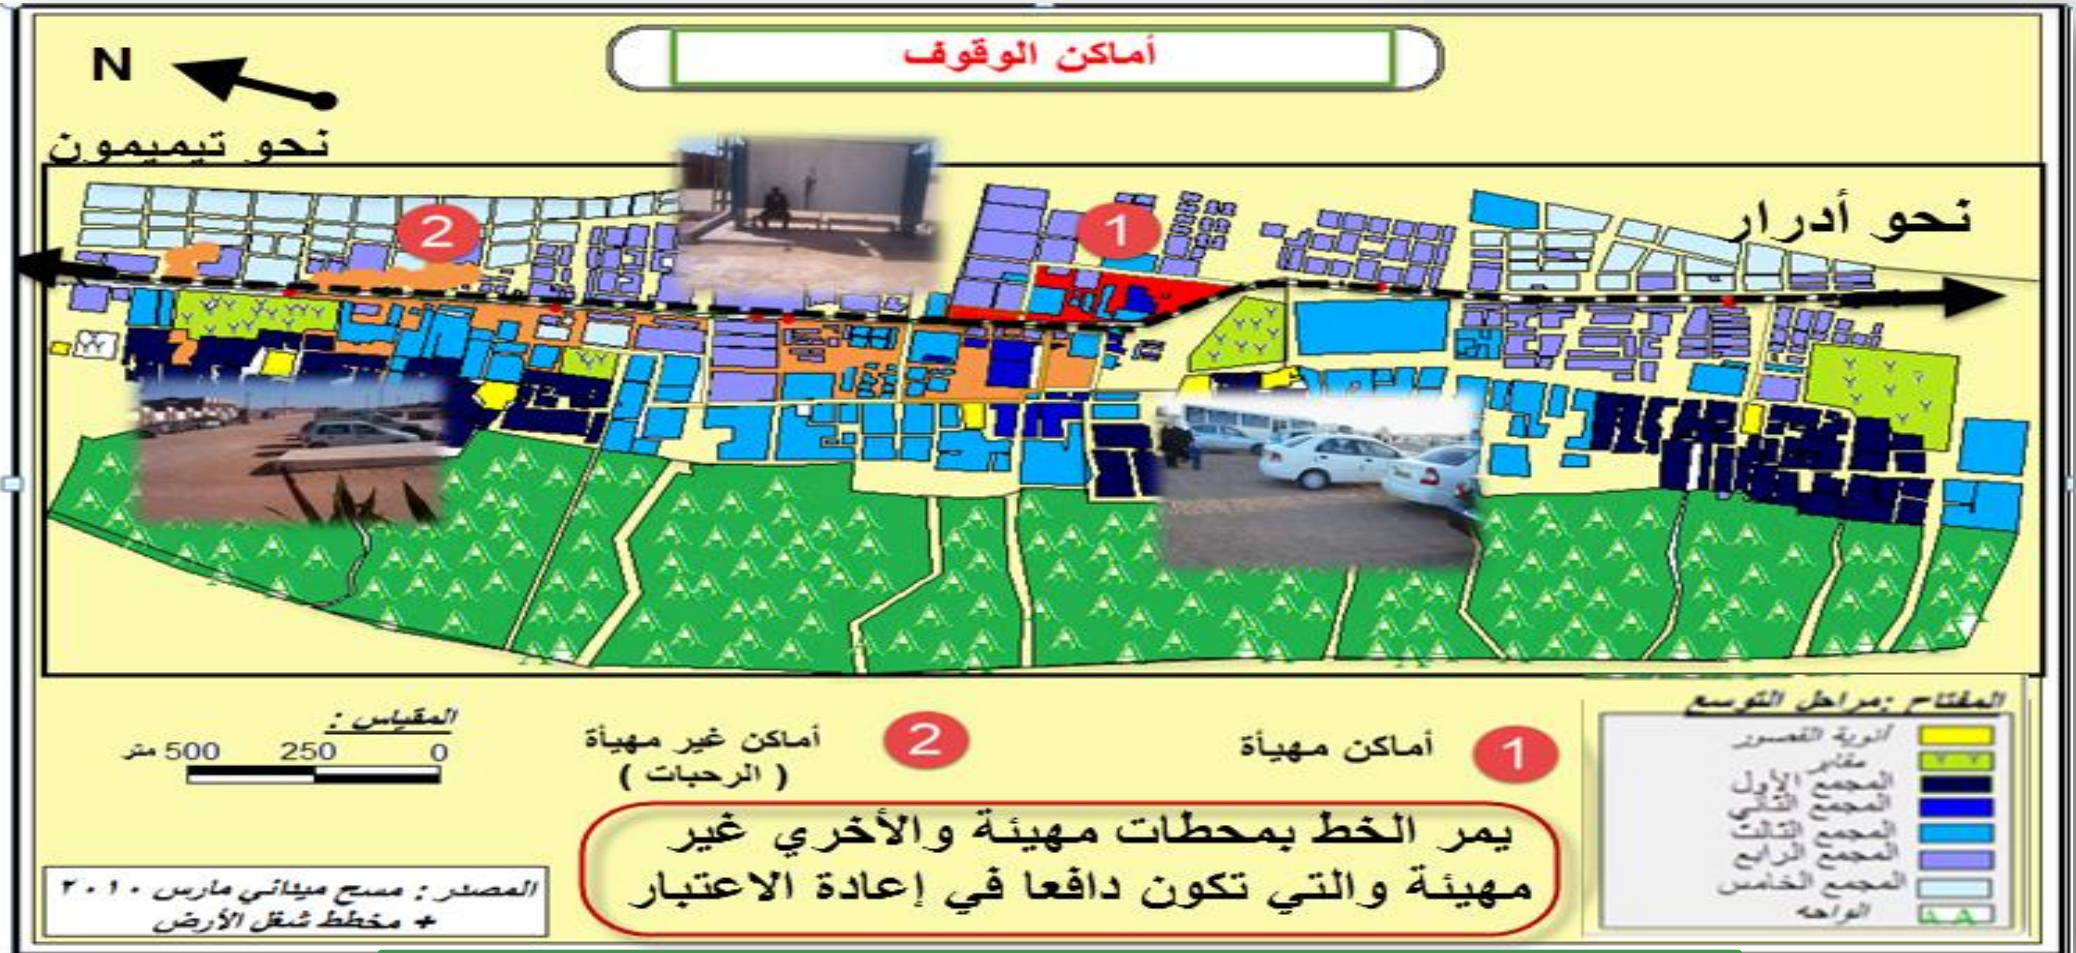 أماكن الوقوف
N
نحو تيميمون
نحو أدرار
2
1
المفتاح :مراحل التوسع
أنوية القصور
مقابر
المجمع الأول
المجمع الثاني
المجمع الثالث
المجمع الرابع
المجمع الخامس
الواحه
1
أماكن مهيأة
2
أماكن غير مهيأة
( الرحبات )
المقياس :
0 250 500 متر
يمر الخط بمحطات مهيئة والأخري غير
مهيئة والتي تكون دافعا في إعادة الاعتبار
المصدر : مسح ميداني مارس ٢٠١٠
+ مخطط شغل الأرض